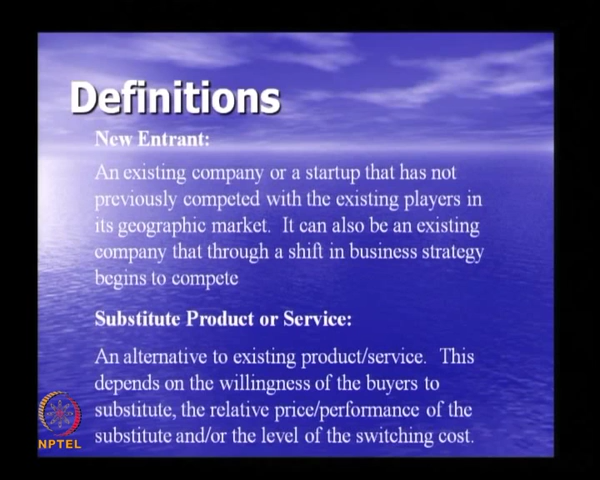 Definitions
New Entrant:
An existing company or a startup that has not
previously competed with the existing players in
its geographic market. It can also be an existing
company that through a shift in business strategy
begins to compete
Substitute Product or Service:
An alternative to existing product/service. This
depends on the willingness of the buyers to
substitute, the relative price/performance of the
substitute and/or the level of the switching cost.
NPTEL